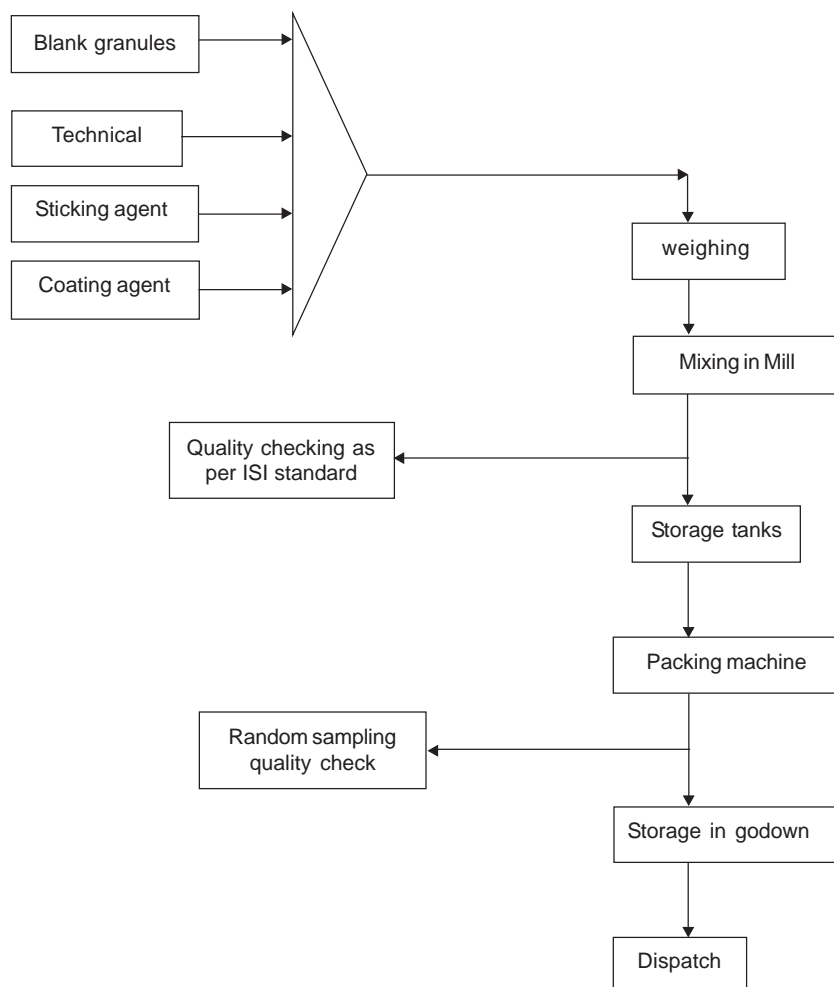 Blank granules
Technical
Sticking agent
Coating agent
weighing
Mixing in Mill
Quality checking as
per ISI standard
Storage tanks
Packing machine
Random sampling
quality check
Storage in godown
Dispatch